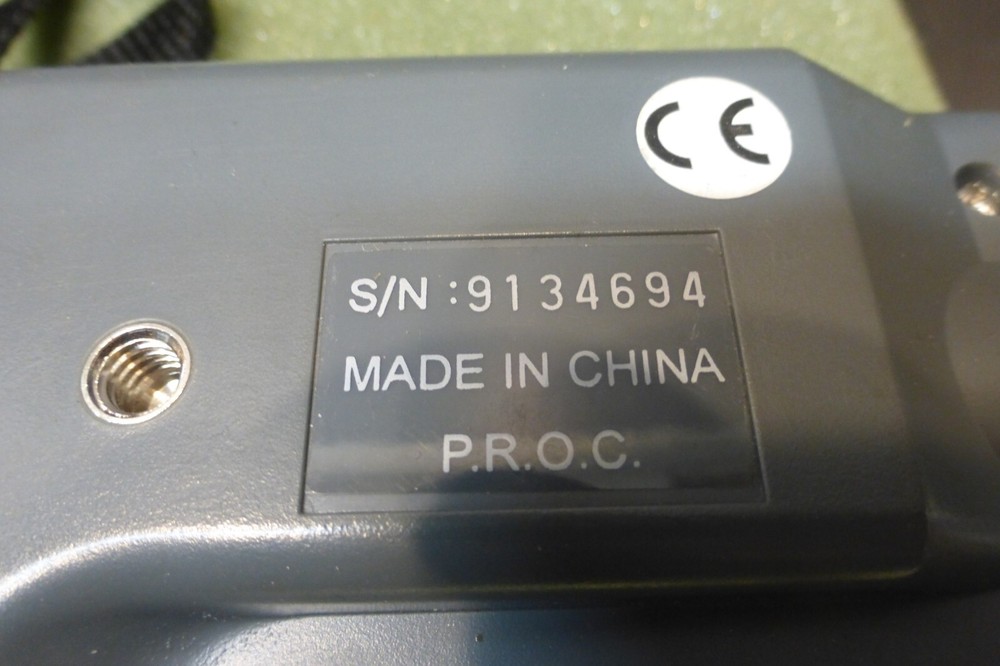 CE
S/N :9134694
MADE IN CHINA
P.R.O.C.